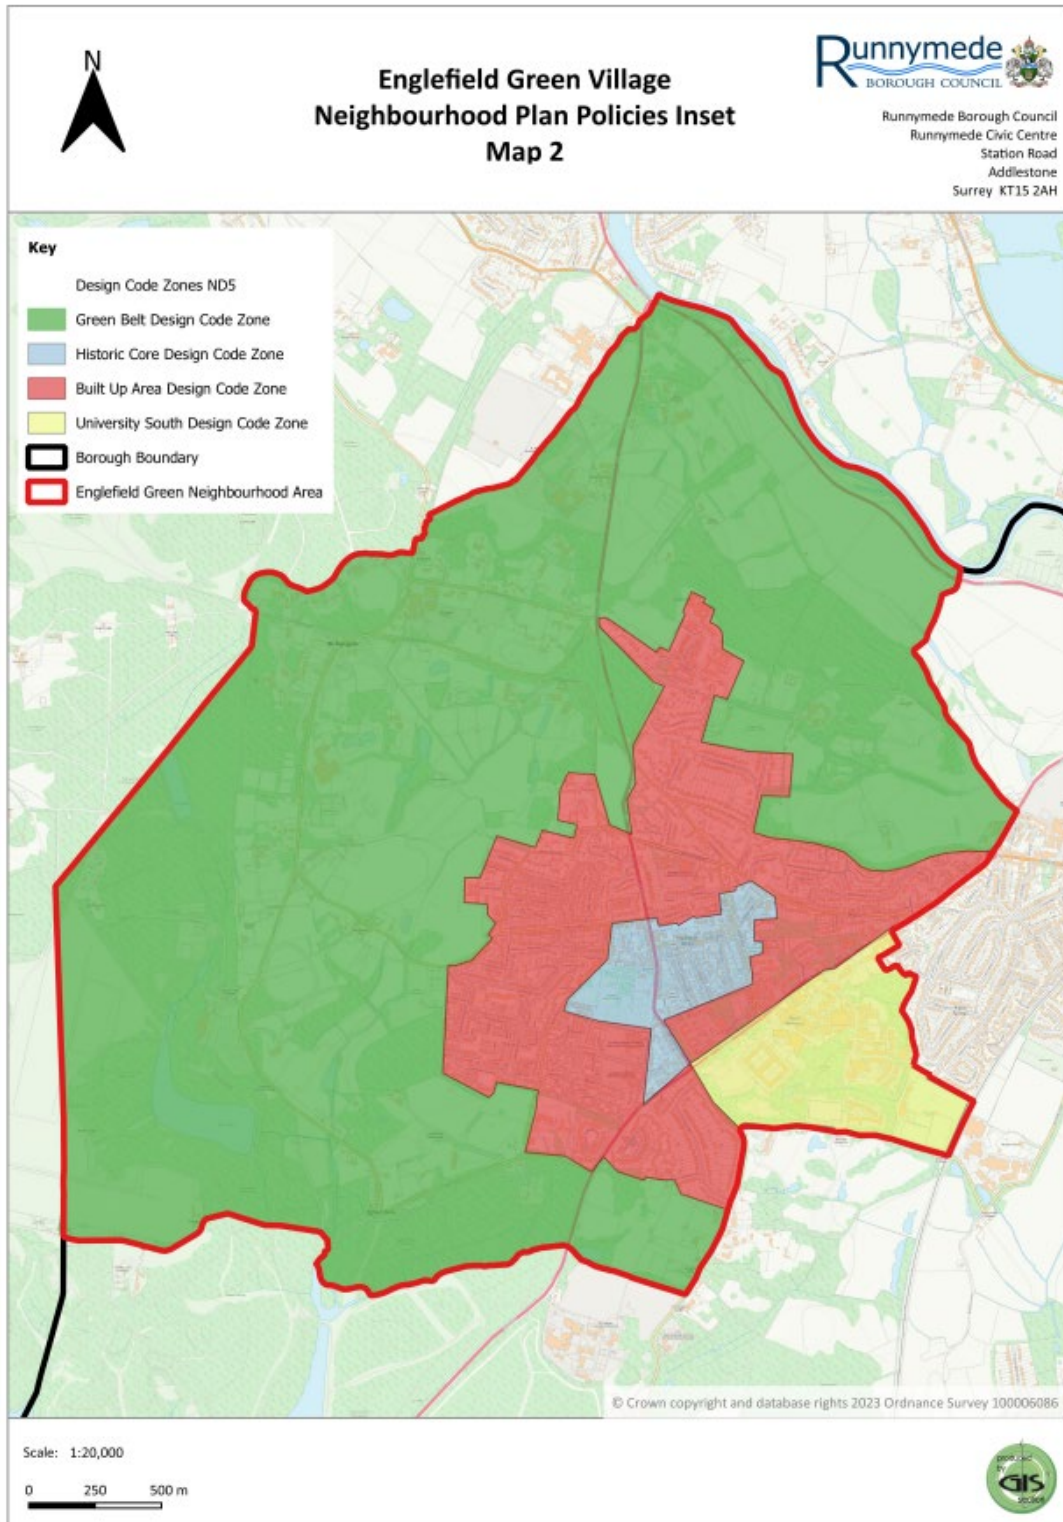 N
Englefield Green Village
Neighbourhood Plan Policies Inset
Map 2
Runnymede
BOROUGH COUNCIL
Runnymede Borough Council
Runnymede Civic Centre
Station Road
Addlestone
Surrey KT15 2AH
Key
Design Code Zones ND5
Green Belt Design Code Zone
Historic Core Design Code Zone
Built Up Area Design Code Zone
University South Design Code Zone
Borough Boundary
Englefield Green Neighbourhood Area
© Crown copyright and database rights 2023 Ordnance Survey 100006086
Scale: 1:20,000
0 250 500 m
produced
by
GIS
section